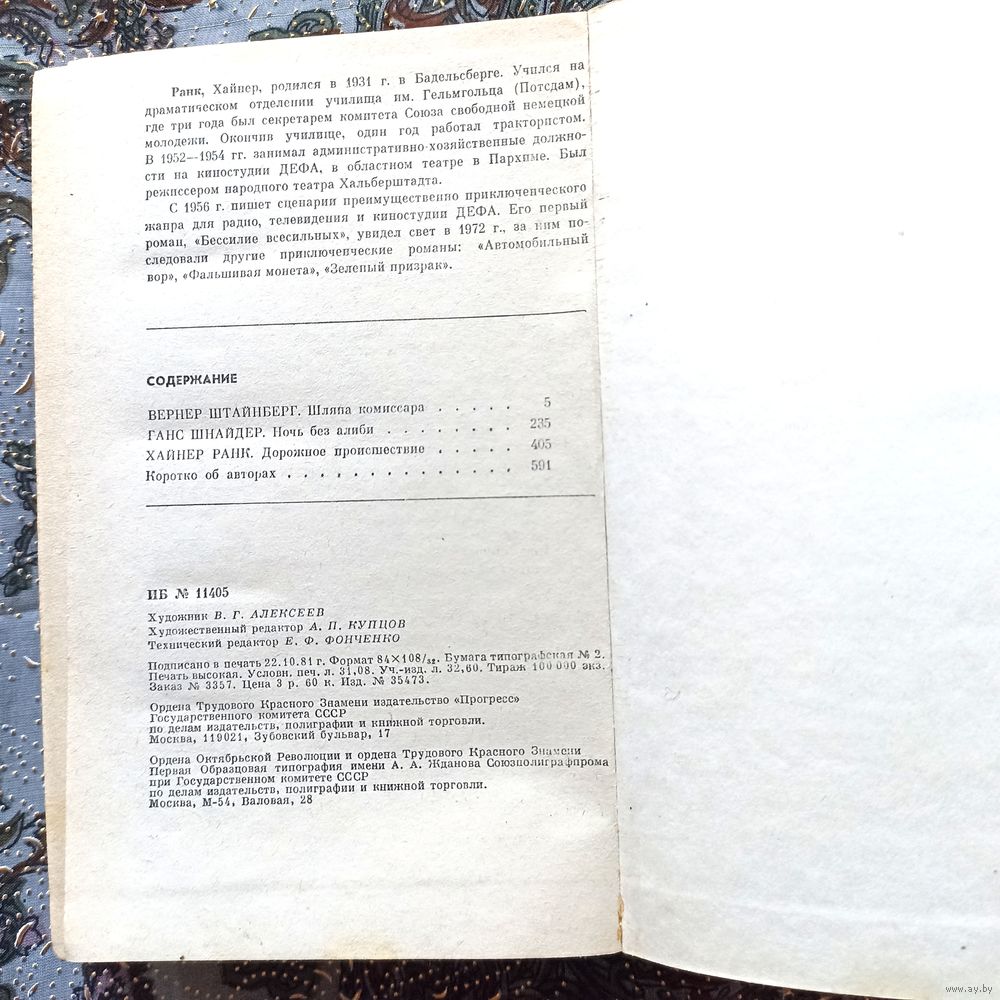 Ранк, Хайнер, родился в 1931 г. в Бадельсберге. Учился на
драматическом отделении училища им. Гельмгольца (Потсдам),
где три года был секретарем комитета Союза свободной немецкой
молодежи. Окончив училище, один год работал трактористом.
В 1952—1954 гг. занимал административно-хозяйственные должно-
сти на киностудии ДЕФА, в областном театре в Пархиме. Был
режиссером народного театра Хальберштадта.
С 1956 г. пишет сценарии преимущественно приключенческого
жанра для радио, телевидения и киностудии ДЕФА. Его первый
роман, «Бессилие всесильных», увидел свет в 1972 г., за ним по-
следовали другие приключенческие романы: «Автомобильный
вор», «Фальшивая монета», «Зеленый призрак».
СОДЕРЖАНИЕ
ВЕРНЕР ШТАЙНБЕРГ. Шляпа комиссара . . . . . 5
ГАНС ШНАЙДЕР. Ночь без алиби . . . . . . . . 235
ХАЙНЕР РАНК. Дорожное происшествие . . . . . 405
Коротко об авторах . . . . . . . . . . . . . 591
ИБ № 11405
Художник В. Г. АЛЕКСЕЕВ
Художественный редактор А. П. КУПЦОВ
Технический редактор Е. Ф. ФОНЧЕНКО
Подписано в печать 22.10.81 г. Формат 84×108/32. Бумага типографская № 2.
Печать высокая. Условн. печ. л. 31,08. Уч.-изд. л. 32,60. Тираж 100 000 экз.
Заказ № 3357. Цена 3 р. 60 к. Изд. № 35473.
Ордена Трудового Красного Знамени издательство «Прогресс»
Государственного комитета СССР
по делам издательств, полиграфии и книжной торговли.
Москва, 119021, Зубовский бульвар, 17
Ордена Октябрьской Революции и ордена Трудового Красного Знамени
Первая Образцовая типография имени А. А. Жданова Союзполиграфпрома
при Государственном комитете СССР
по делам издательств, полиграфии и книжной торговли.
Москва, М-54, Валовая, 28
www.ay.by